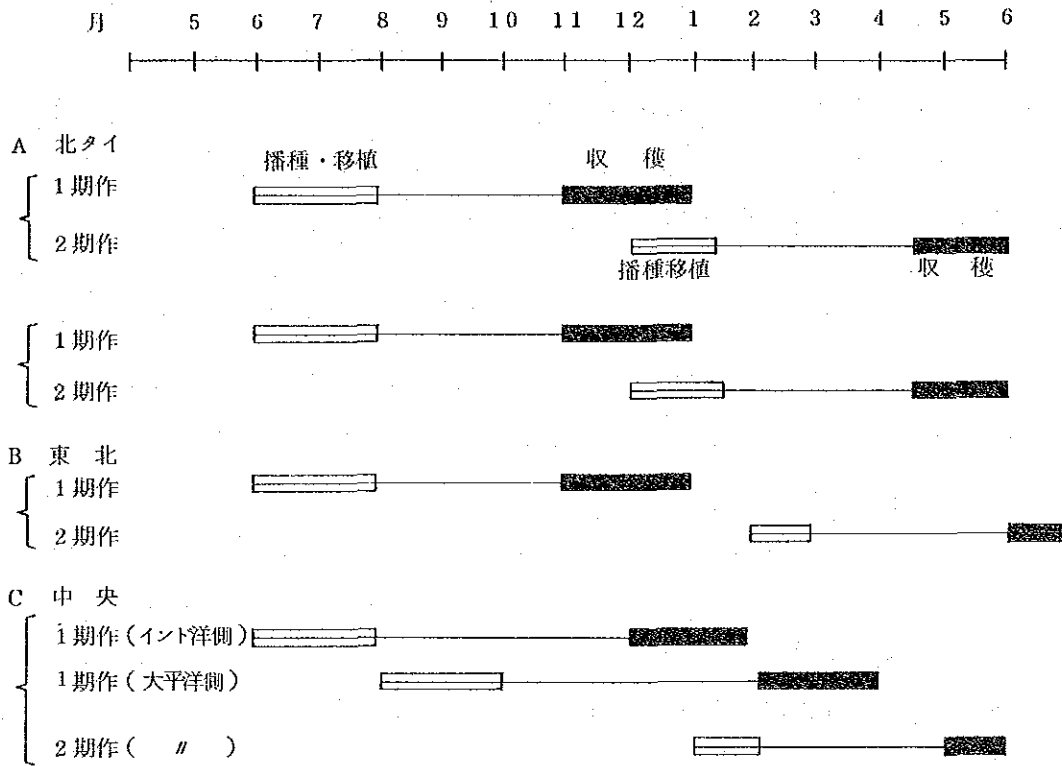 月 5 6 7 8 9 10 11 12 1 2 3 4 5 6
A 北タイ
播種・移植 収穫
1期作
2期作
播種移植 収穫
1期作
2期作
B 東北
1期作
2期作
C 中央
1期作(イント洋側)
1期作(大平洋側)
2期作( 〃 )